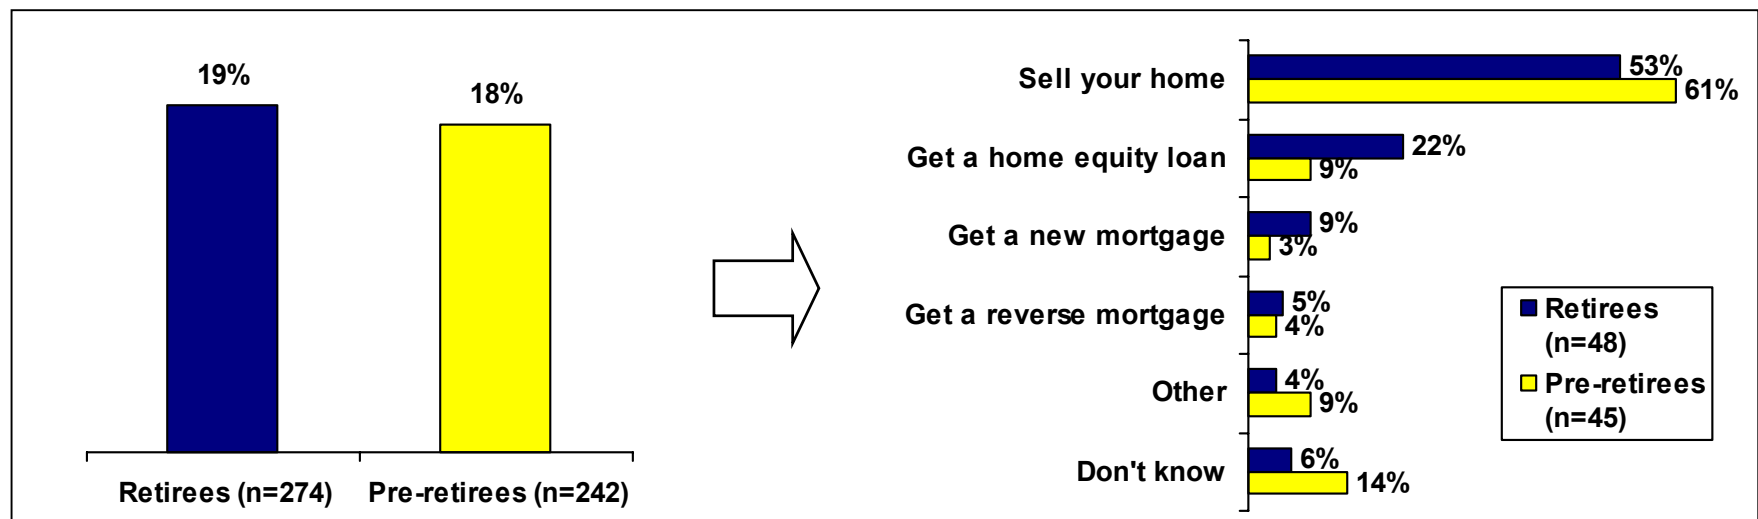 19%
18%
Retirees (n=274)
Pre-retirees (n=242)
Sell your home
53%
61%
Get a home equity loan
22%
9%
Get a new mortgage
9%
3%
Get a reverse mortgage
5%
4%
Other
4%
9%
Don't know
6%
14%
Retirees
(n=48)
Pre-retirees
(n=45)